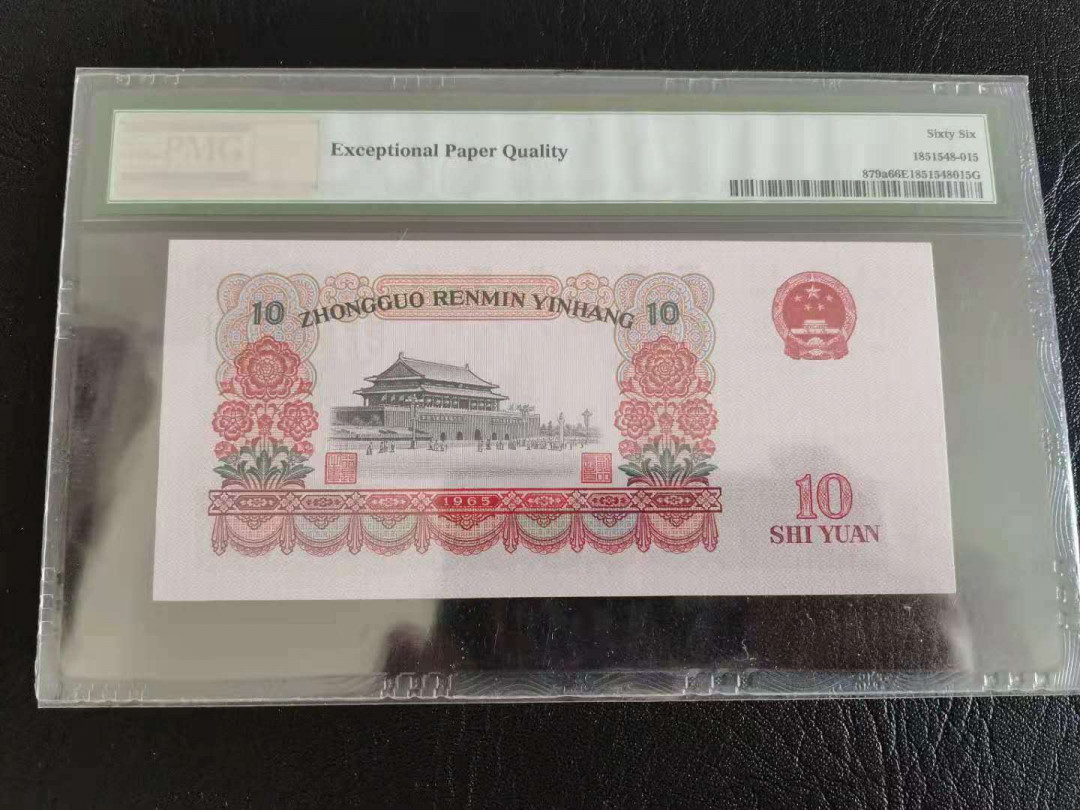 PMG
Exceptional Paper Quality
Sixty Six
1851548-015
879a66E1851548015G
10 ZHONGGUO RENMIN YINHANG 10
1965
10
SHI YUAN